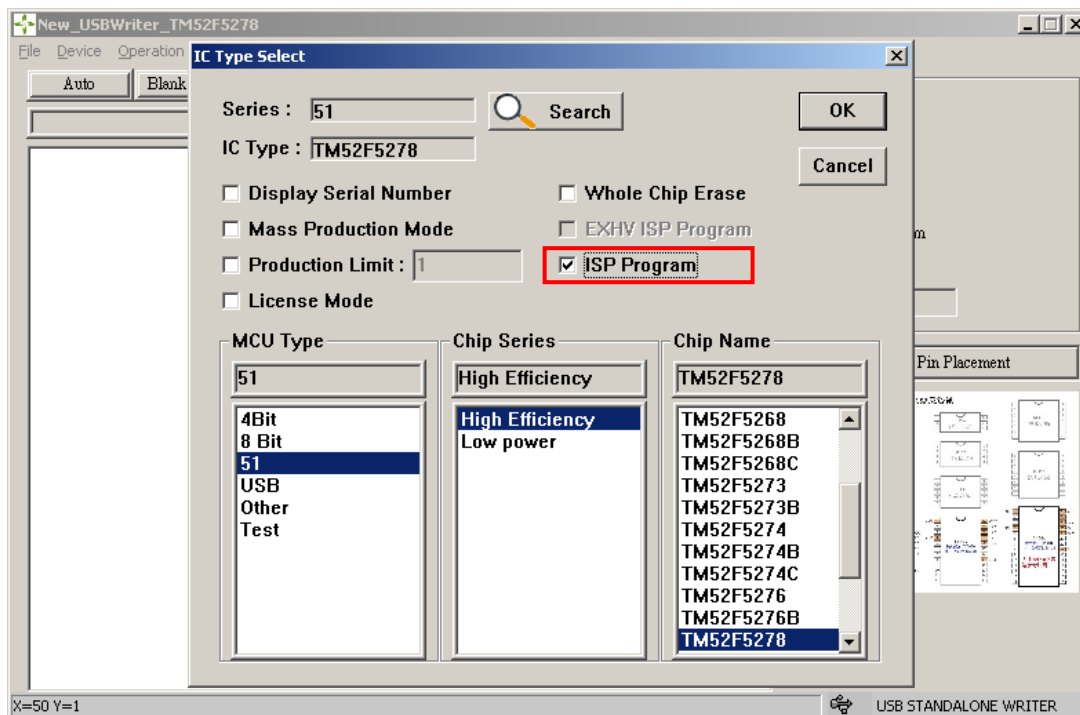 New_USBWriter_TM52F5278
File Device Operation
IC Type Select
Auto
Blank
Series : 51
Search
OK
IC Type : TM52F5278
Cancel
Display Serial Number
Whole Chip Erase
Mass Production Mode
EXHV ISP Program
Production Limit : 1
ISP Program
License Mode
MCU Type
51
4Bit
8 Bit
51
USB
Other
Test
Chip Series
High Efficiency
High Efficiency
Low power
Chip Name
TM52F5278
TM52F5268
TM52F5268B
TM52F5268C
TM52F5273
TM52F5273B
TM52F5274
TM52F5274B
TM52F5274C
TM52F5276
TM52F5276B
TM52F5278
Pin Placement
X=50 Y=1
USB STANDALONE WRITER